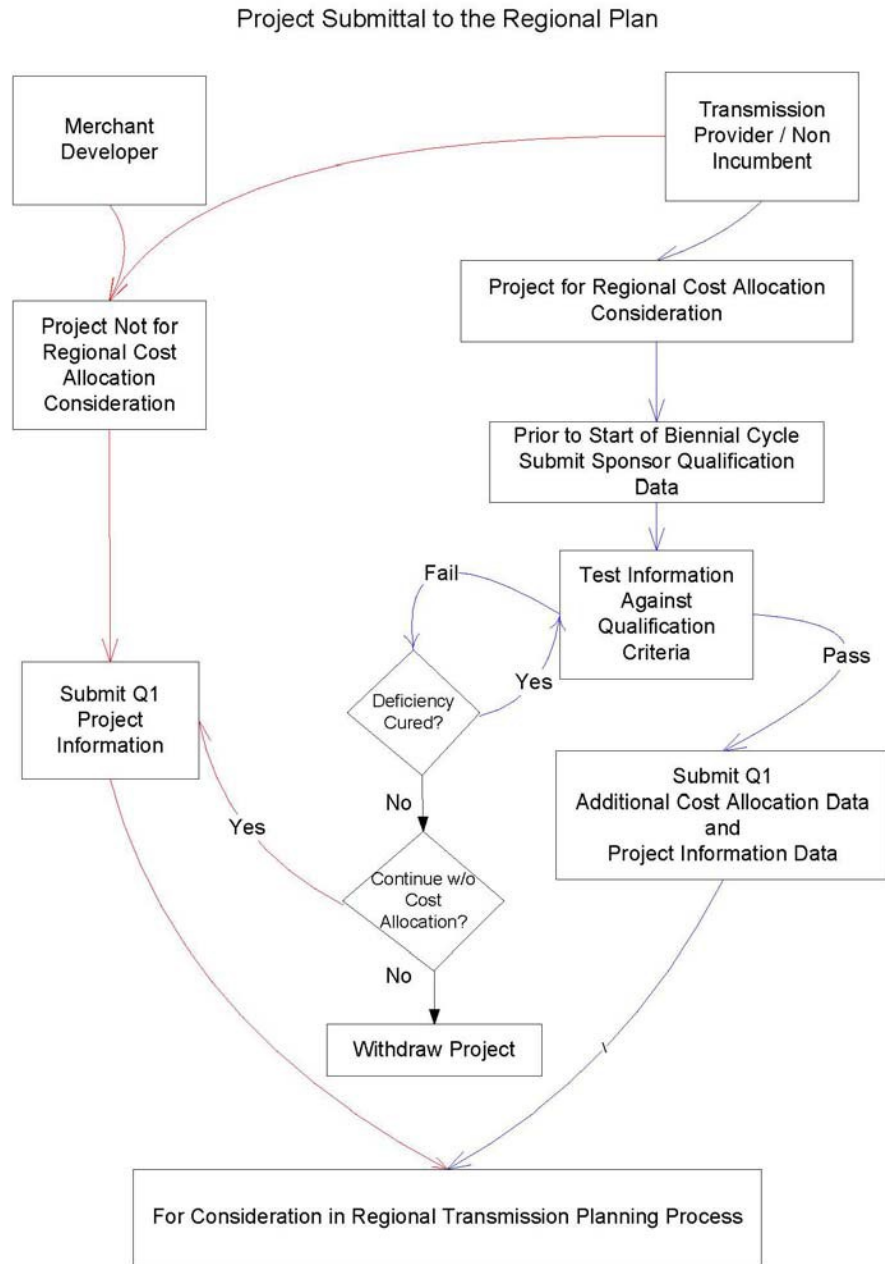 Project Submittal to the Regional Plan
Merchant
Developer
Transmission
Provider / Non
Incumbent
Project Not for
Regional Cost
Allocation
Consideration
Project for Regional Cost Allocation
Consideration
Prior to Start of Biennial Cycle
Submit Sponsor Qualification
Data
Fail
Test Information
Against
Qualification
Criteria
Pass
Yes
Deficiency
Cured?
Submit Q1
Project
Information
No
Yes
Submit Q1
Additional Cost Allocation Data
and
Project Information Data
Continue w/o
Cost
Allocation?
No
Withdraw Project
For Consideration in Regional Transmission Planning Process